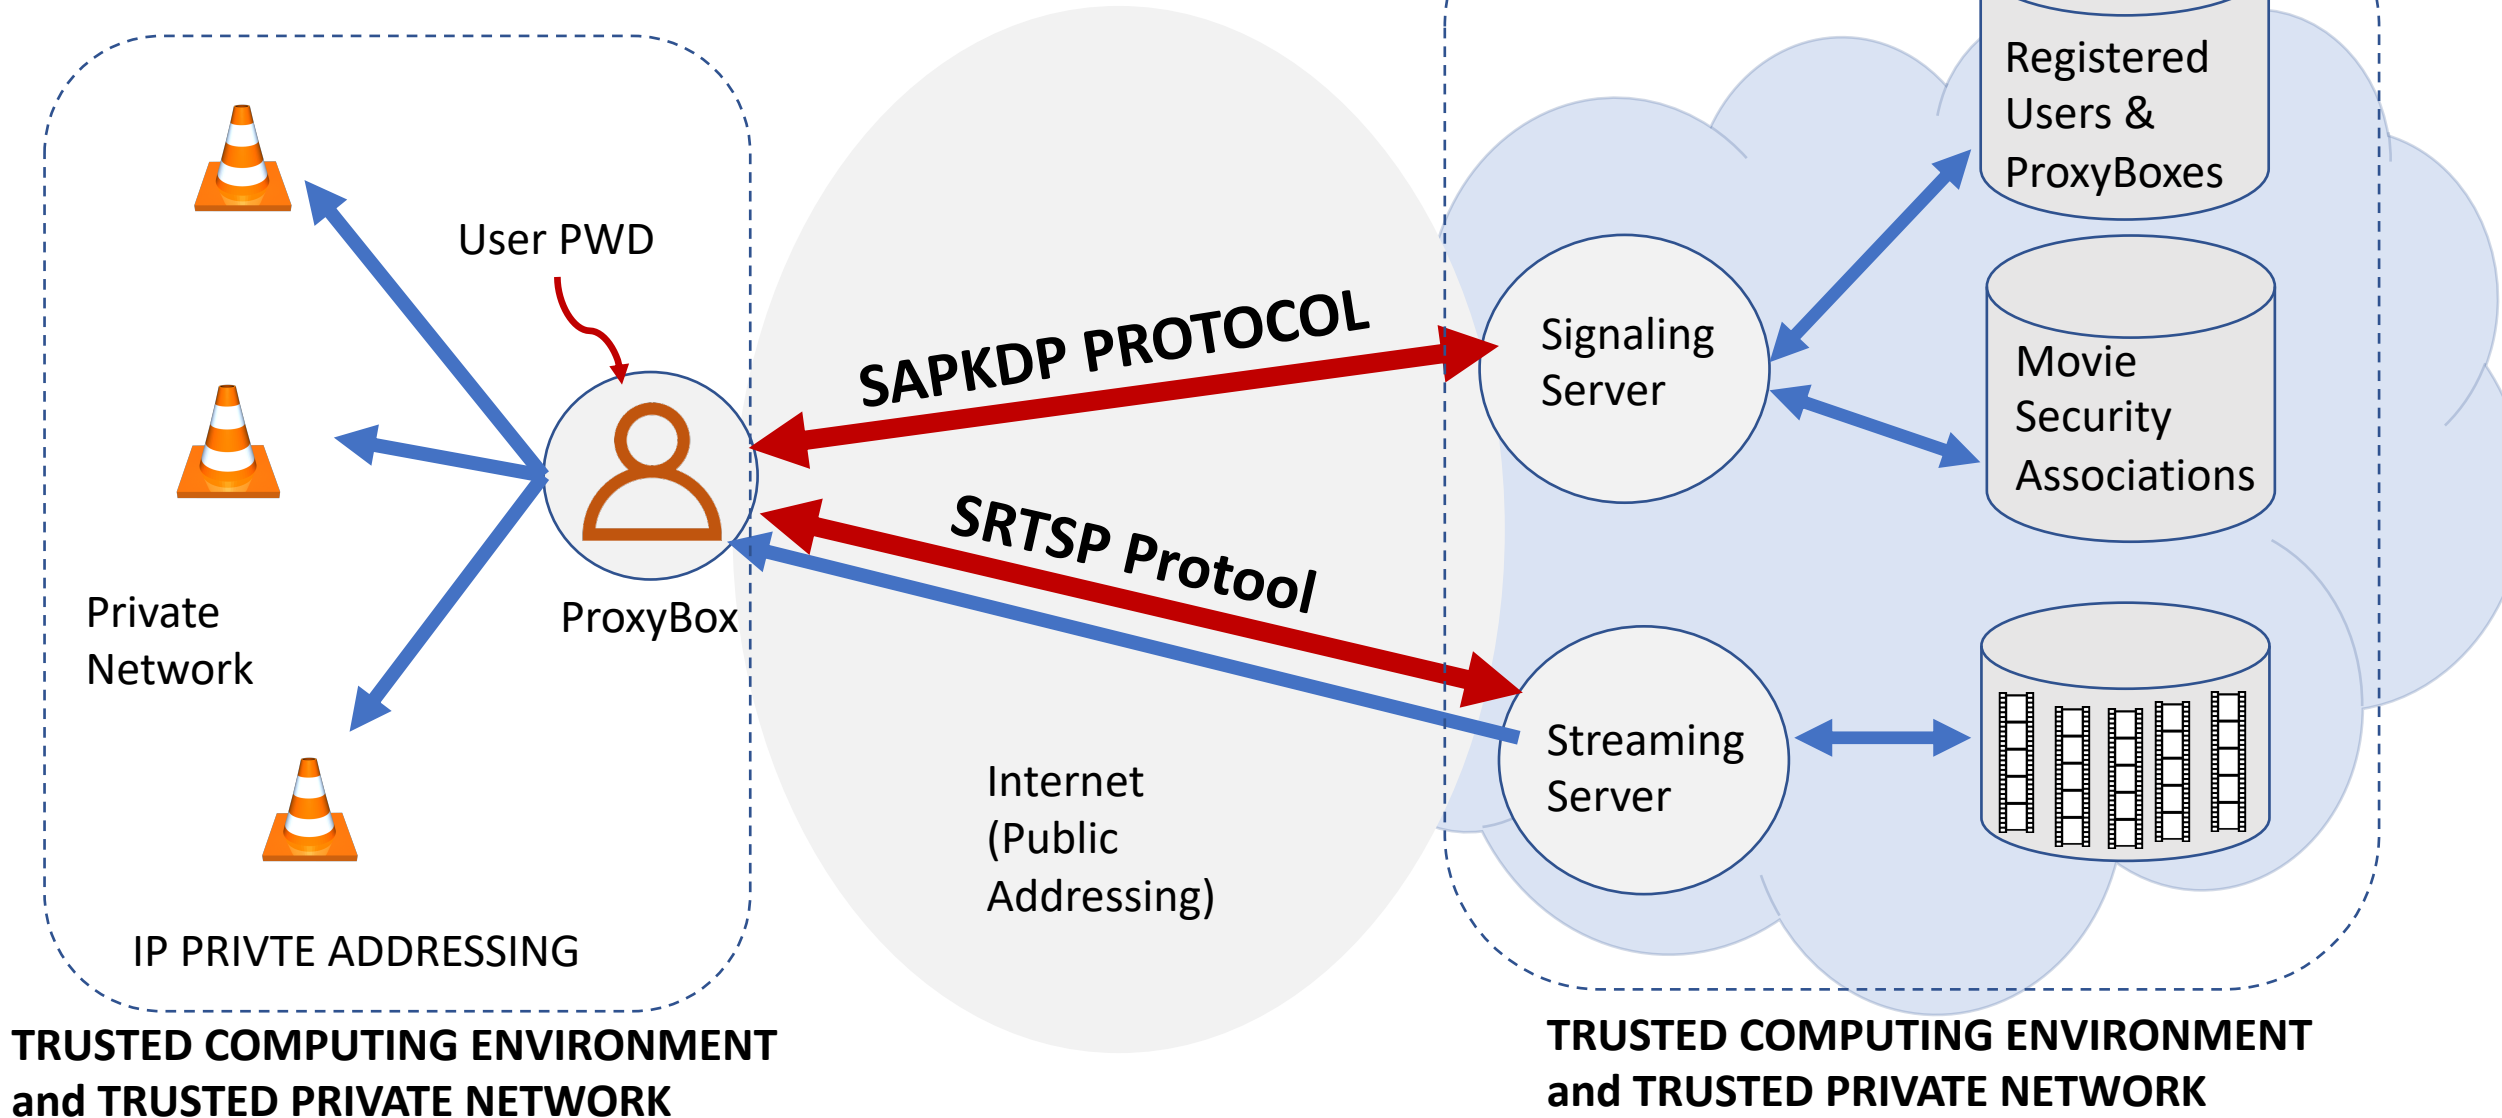 User PWD
ProxyBox
Private
Network
IP PRIVTE ADDRESSING
TRUSTED COMPUTING ENVIRONMENT
and TRUSTED PRIVATE NETWORK
SAPKDP PROTOCOL
SRTSP Protool
Internet
(Public
Addressing)
Signaling
Server
Streaming
Server
Registered
Users &
ProxyBoxes
Movie
Security
Associations
TRUSTED COMPUTING ENVIRONMENT
and TRUSTED PRIVATE NETWORK